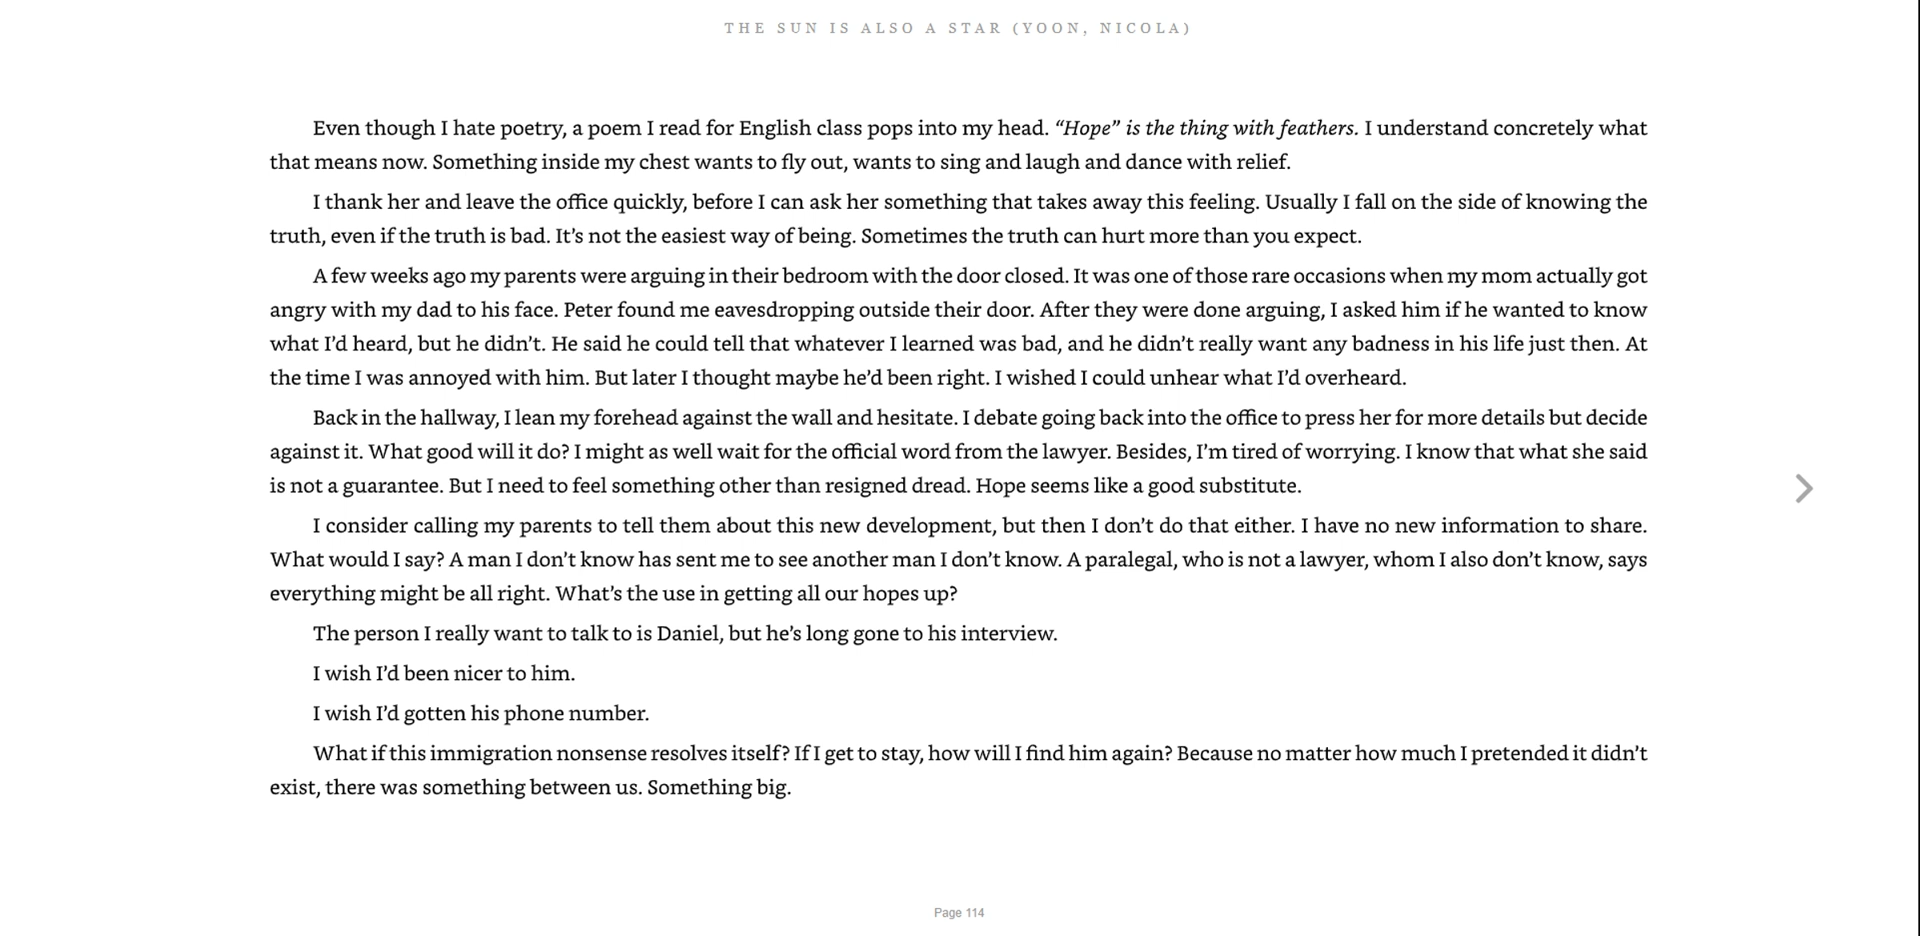 THE SUN IS ALSO A STAR (YOON, NICOLA)
Even though I hate poetry, a poem I read for English class pops into my head. “Hope” is the thing with feathers. I understand concretely what
that means now. Something inside my chest wants to fly out, wants to sing and laugh and dance with relief.
I thank her and leave the office quickly, before I can ask her something that takes away this feeling. Usually I fall on the side of knowing the
truth, even if the truth is bad. It’s not the easiest way of being. Sometimes the truth can hurt more than you expect.
A few weeks ago my parents were arguing in their bedroom with the door closed. It was one of those rare occasions when my mom actually got
angry with my dad to his face. Peter found me eavesdropping outside their door. After they were done arguing, I asked him if he wanted to know
what I’d heard, but he didn’t. He said he could tell that whatever I learned was bad, and he didn’t really want any badness in his life just then. At
the time I was annoyed with him. But later I thought maybe he’d been right. I wished I could unhear what I’d overheard.
Back in the hallway, I lean my forehead against the wall and hesitate. I debate going back into the office to press her for more details but decide
against it. What good will it do? I might as well wait for the official word from the lawyer. Besides, I’m tired of worrying. I know that what she said
is not a guarantee. But I need to feel something other than resigned dread. Hope seems like a good substitute.
I consider calling my parents to tell them about this new development, but then I don’t do that either. I have no new information to share.
What would I say? A man I don’t know has sent me to see another man I don’t know. A paralegal, who is not a lawyer, whom I also don’t know, says
everything might be all right. What’s the use in getting all our hopes up?
The person I really want to talk to is Daniel, but he’s long gone to his interview.
I wish I’d been nicer to him.
I wish I’d gotten his phone number.
What if this immigration nonsense resolves itself? If I get to stay, how will I find him again? Because no matter how much I pretended it didn’t
exist, there was something between us. Something big.
Page 114